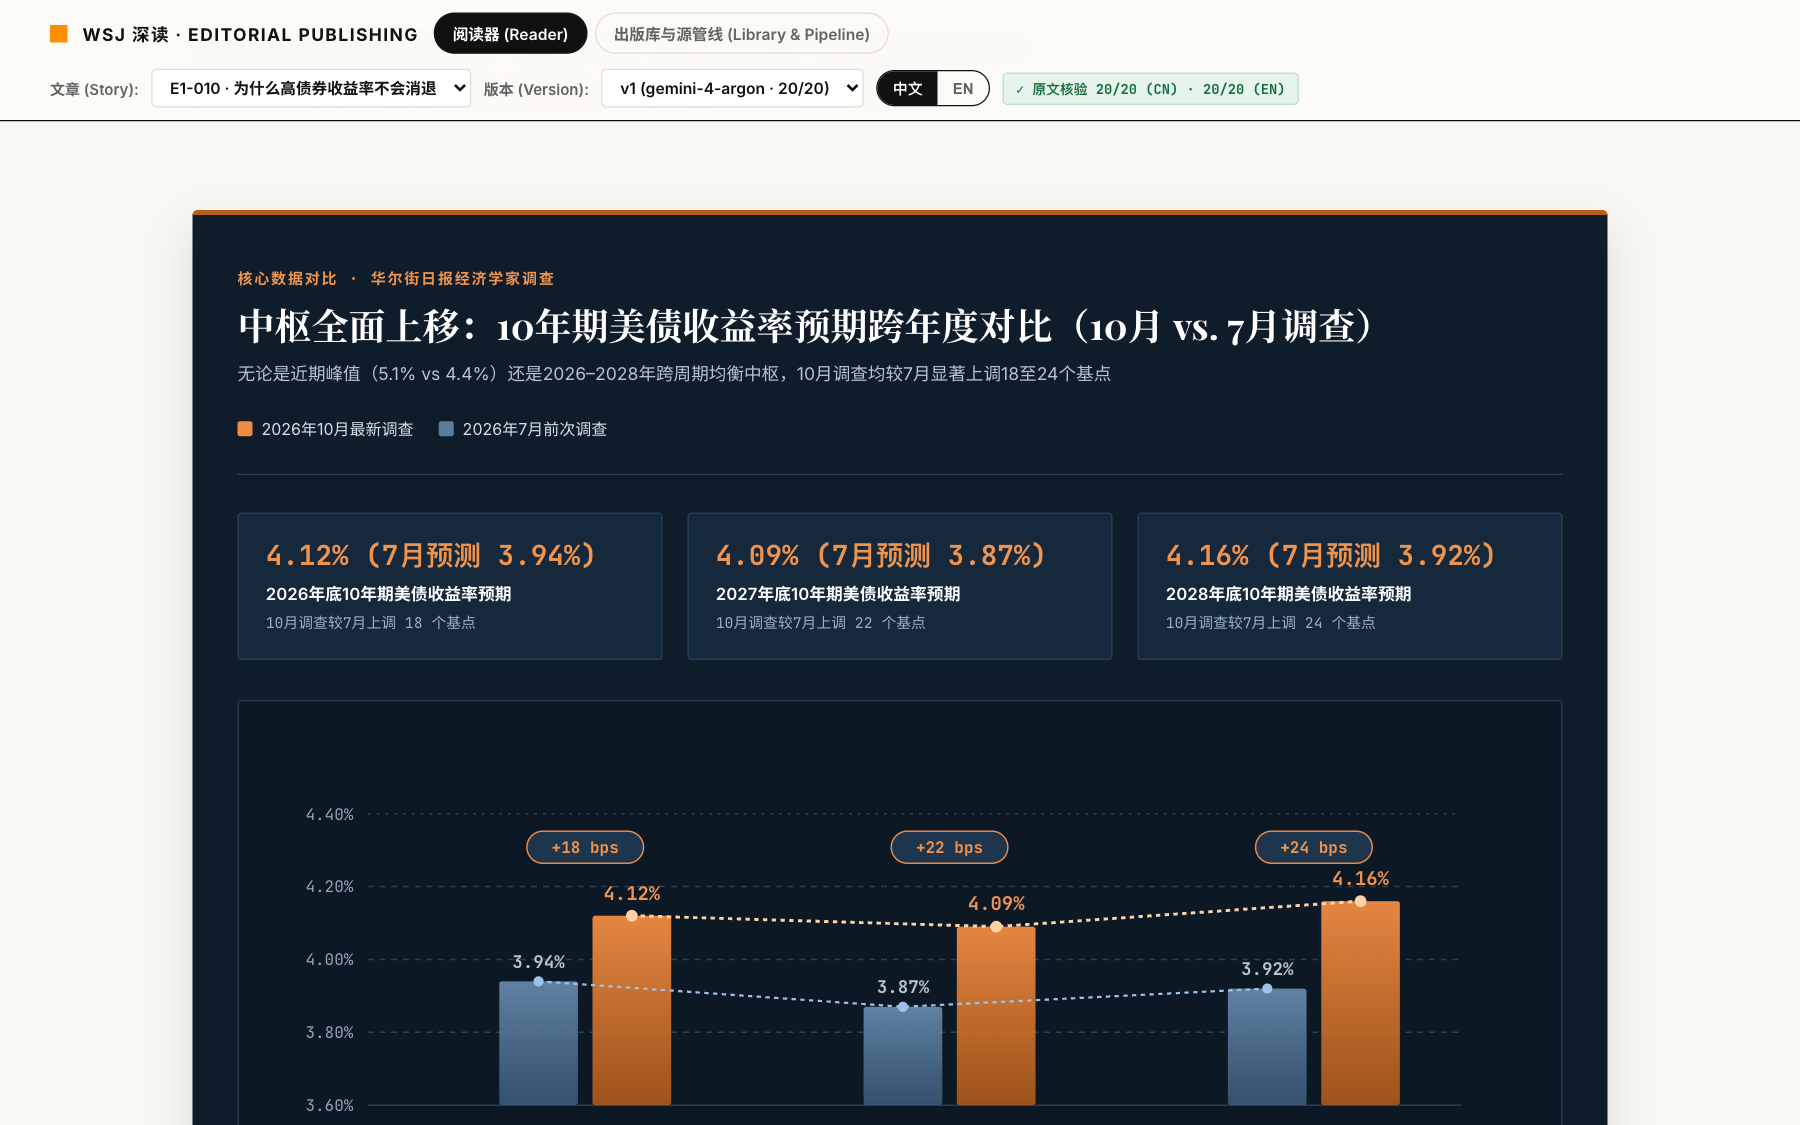 WSJ 深读 · EDITORIAL PUBLISHING
阅读器 (Reader)
出版库与源管线 (Library & Pipeline)
文章 (Story):
E1-010 · 为什么高债券收益率不会消退
版本 (Version):
v1 (gemini-4-argon · 20/20)
中文
EN
✓ 原文核验 20/20 (CN) · 20/20 (EN)
核心数据对比 · 华尔街日报经济学家调查
中枢全面上移：10年期美债收益率预期跨年度对比（10月 vs. 7月调查）
无论是近期峰值（5.1% vs 4.4%）还是2026–2028年跨周期均衡中枢，10月调查均较7月显著上调18至24个基点
2026年10月最新调查
2026年7月前次调查
4.12% (7月预测 3.94%)
2026年底10年期美债收益率预期
10月调查较7月上调 18 个基点
4.09% (7月预测 3.87%)
2027年底10年期美债收益率预期
10月调查较7月上调 22 个基点
4.16% (7月预测 3.92%)
2028年底10年期美债收益率预期
10月调查较7月上调 24 个基点
4.40%
+18 bps
+22 bps
+24 bps
4.20%
4.12%
4.09%
4.16%
4.00%
3.94%
3.87%
3.92%
3.80%
3.60%